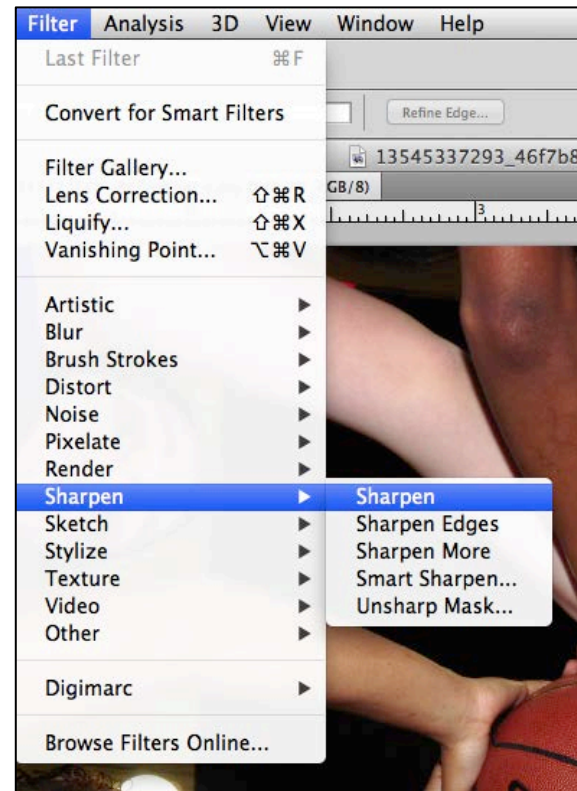 Filter Analysis 3D View Window Help
Last Filter ⌘F
Convert for Smart Filters
Refine Edge...
13545337293_46f7b8
Filter Gallery...
GB/8)
Lens Correction... ⇧⌘R
3
Liquify... ⇧⌘X
Vanishing Point... ⌥⌘V
Artistic
Blur
Brush Strokes
Distort
Noise
Pixelate
Render
Sharpen
Sketch
Stylize
Texture
Video
Other
Sharpen
Sharpen Edges
Sharpen More
Smart Sharpen...
Unsharp Mask...
Digimarc
Browse Filters Online...